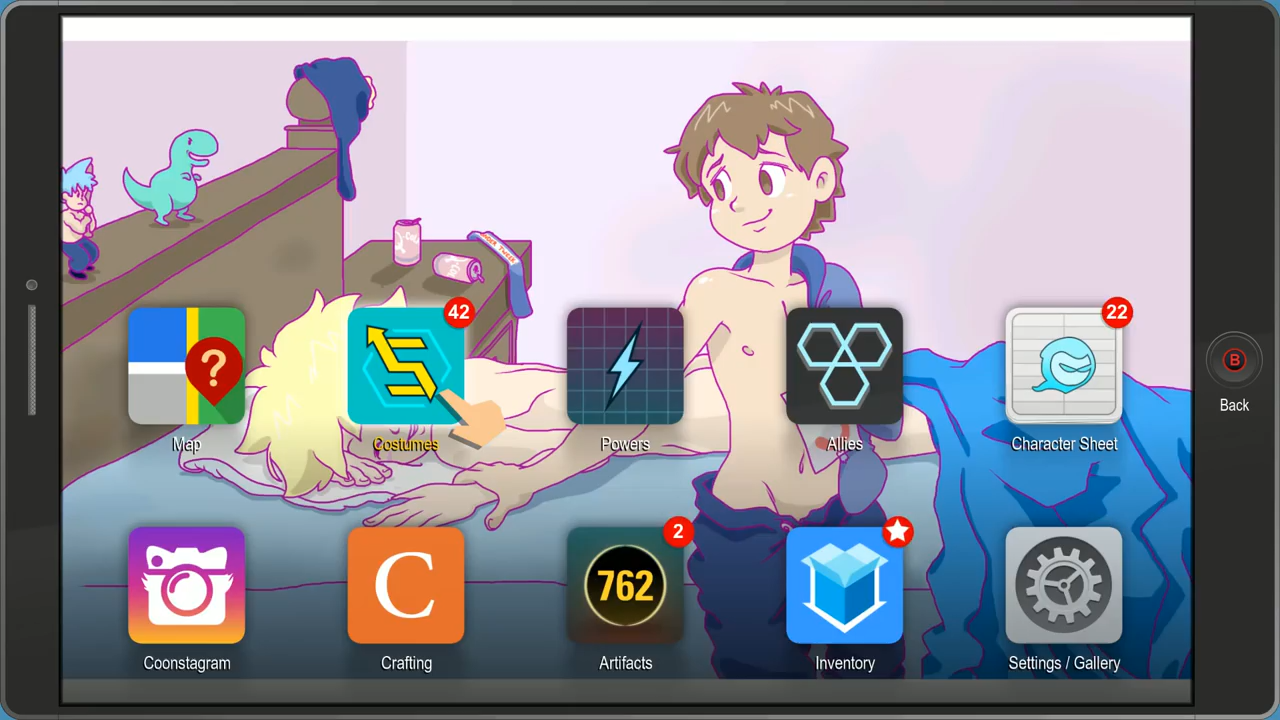 42
22
?
Map
Costumes
Powers
Allies
Character Sheet
B
Back
2
C
762
Coonstagram
Crafting
Artifacts
Inventory
Settings / Gallery